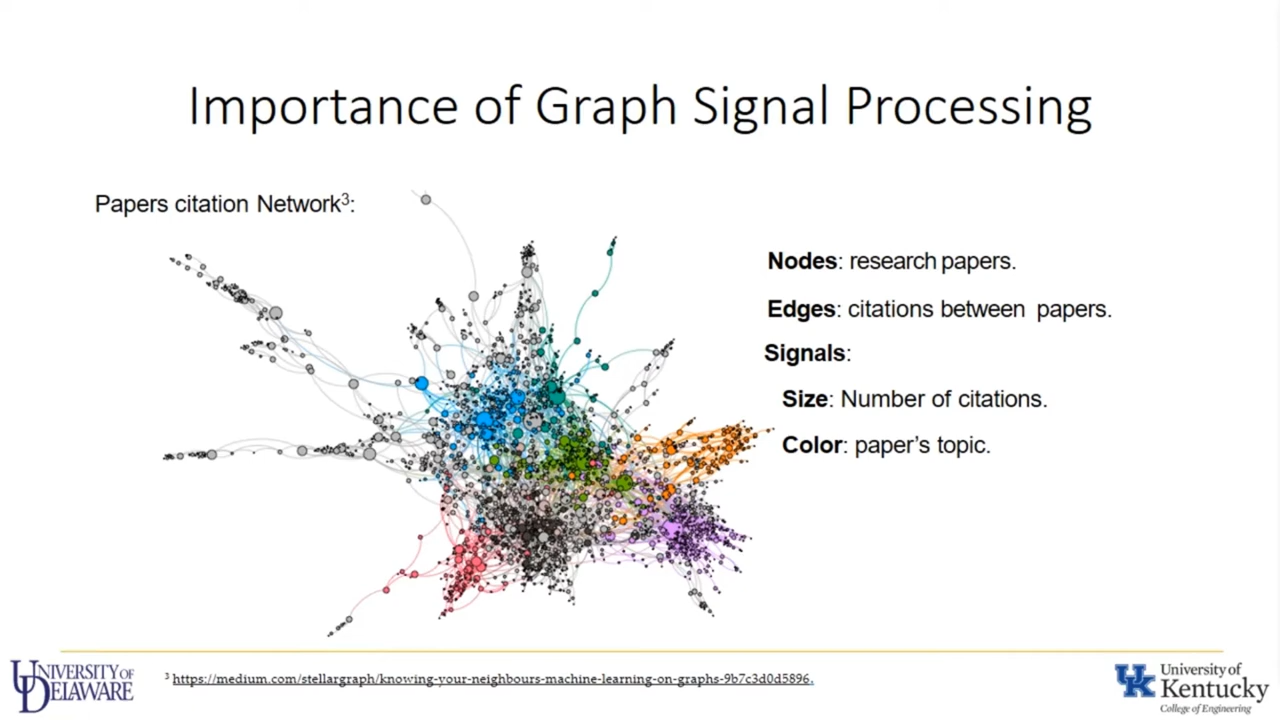 Importance of Graph Signal Processing
Papers citation Network³:
Nodes: research papers.
Edges: citations between papers.
Signals:
Size: Number of citations.
Color: paper's topic.
UNIVERSITY OF
DELAWARE
³ https://medium.com/stellargraph/knowing-your-neighbours-machine-learning-on-graphs-9b7c3d0d5896.
UK
University of
Kentucky
College of Engineering